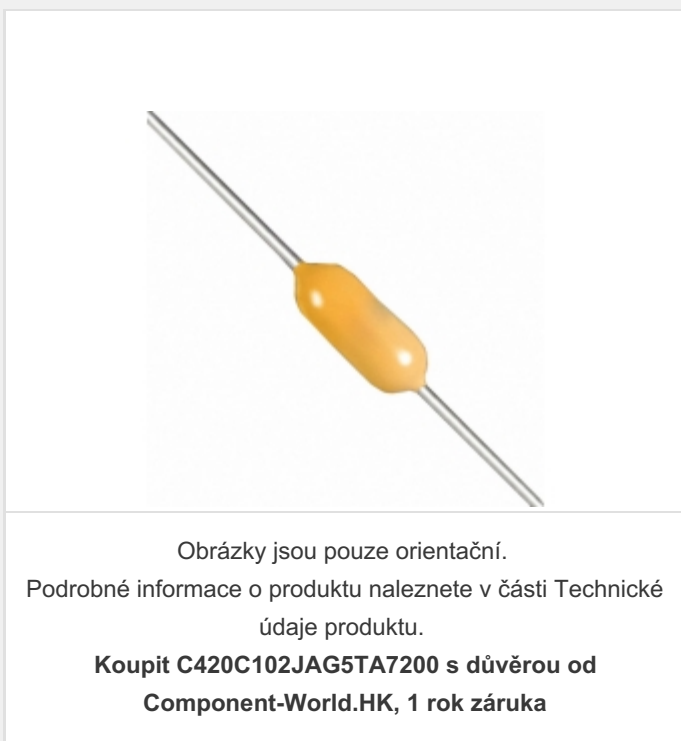 Obrázky jsou pouze orientační.
Podrobné informace o produktu naleznete v části Technické
údaje produktu.
Koupit C420C102JAG5TA7200 s důvěrou od
Component-World.HK, 1 rok záruka